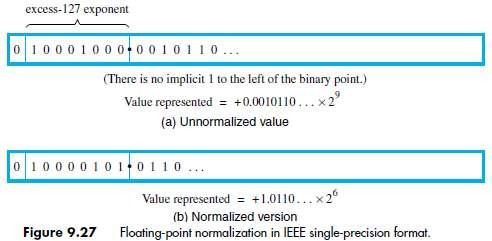 excess-127 exponent
0 1 0 0 0 1 0 0 0 • 0 0 1 0 1 1 0 ...
(There is no implicit 1 to the left of the binary point.)
Value represented = +0.0010110 ... × 2^9
(a) Unnormalized value
0 1 0 0 0 0 1 0 1 • 0 1 1 0 ...
Value represented = +1.0110 ... × 2^6
(b) Normalized version
Figure 9.27 Floating-point normalization in IEEE single-precision format.